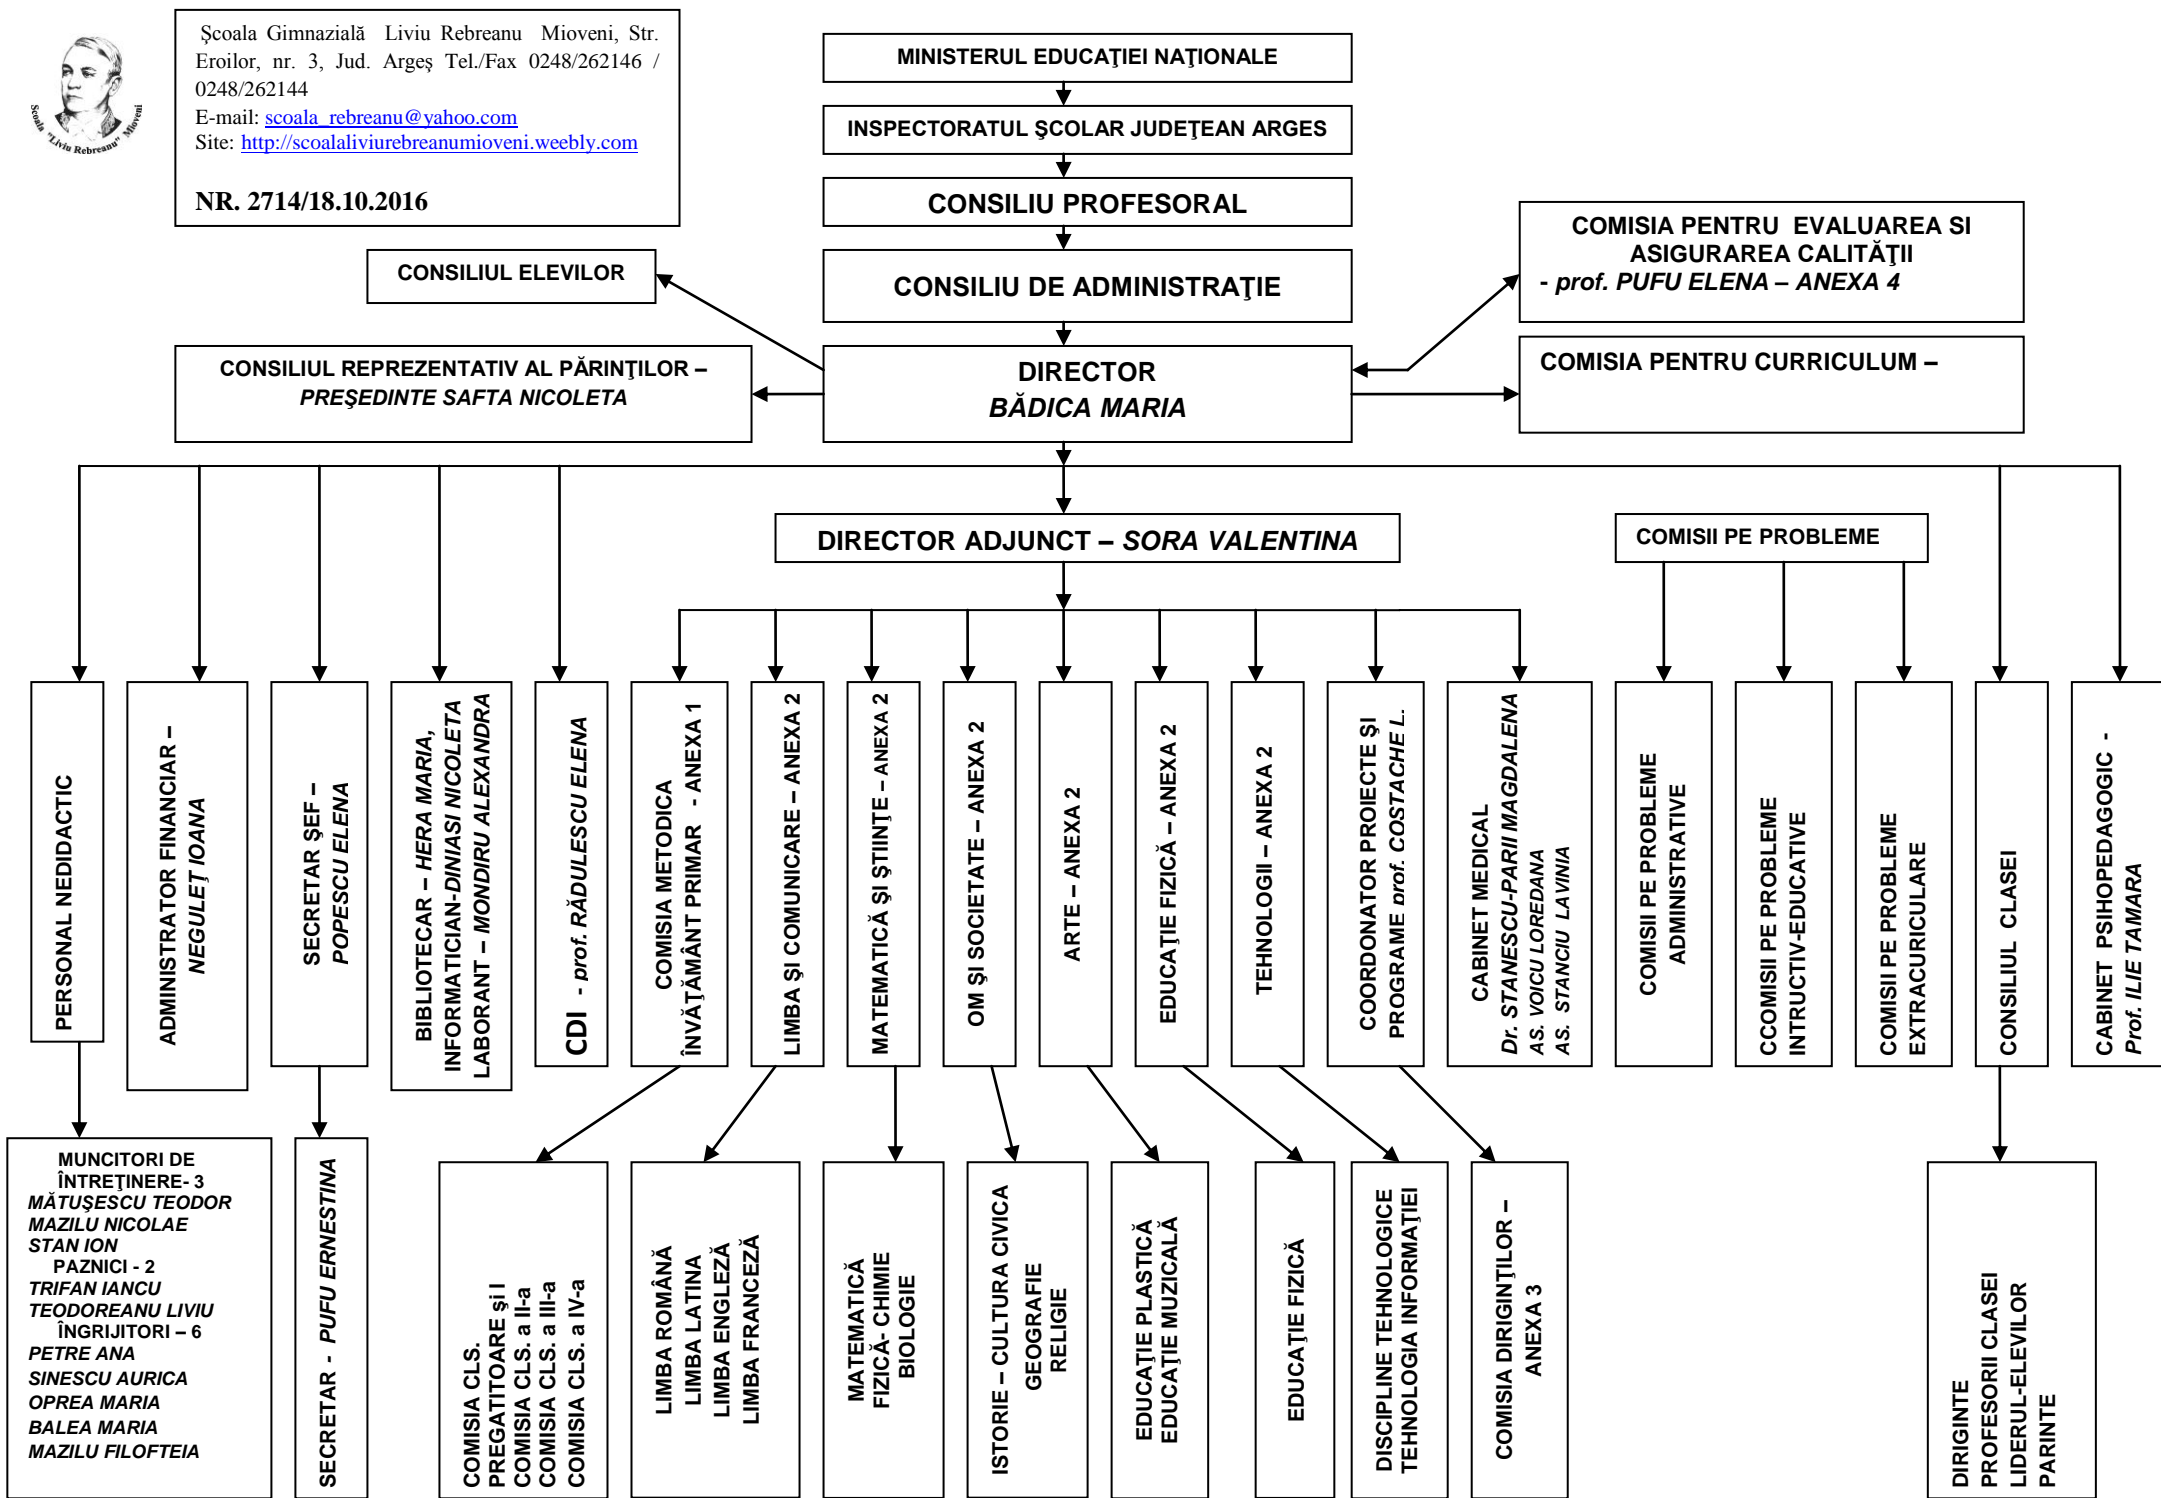 Scoala "Liviu Rebreanu" Mioveni
Şcoala Gimnazială Liviu Rebreanu Mioveni, Str.
Eroilor, nr. 3, Jud. Argeş Tel./Fax 0248/262146 /
0248/262144
E-mail: scoala_rebreanu@yahoo.com
Site: http://scoalaliviurebreanumioveni.weebly.com
NR. 2714/18.10.2016
MINISTERUL EDUCAŢIEI NAŢIONALE
INSPECTORATUL ŞCOLAR JUDEŢEAN ARGES
CONSILIU PROFESORAL
CONSILIU DE ADMINISTRAŢIE
CONSILIUL ELEVILOR
COMISIA PENTRU EVALUAREA SI
ASIGURAREA CALITĂŢII
- prof. PUFU ELENA – ANEXA 4
CONSILIUL REPREZENTATIV AL PĂRINŢILOR –
PREŞEDINTE SAFTA NICOLETA
DIRECTOR
BĂDICA MARIA
COMISIA PENTRU CURRICULUM –
DIRECTOR ADJUNCT – SORA VALENTINA
COMISII PE PROBLEME
PERSONAL NEDIDACTIC
ADMINISTRATOR FINANCIAR –
NEGULEŢ IOANA
SECRETAR ŞEF –
POPESCU ELENA
BIBLIOTECAR – HERA MARIA,
INFORMATICIAN-DINIASI NICOLETA
LABORANT – MONDIRU ALEXANDRA
CDI - prof. RĂDULESCU ELENA
COMISIA METODICA
ÎNVĂŢĂMÂNT PRIMAR - ANEXA 1
LIMBA ŞI COMUNICARE – ANEXA 2
MATEMATICĂ ŞI ŞTIINŢE – ANEXA 2
OM ŞI SOCIETATE – ANEXA 2
ARTE – ANEXA 2
EDUCAŢIE FIZICĂ – ANEXA 2
TEHNOLOGII – ANEXA 2
COORDONATOR PROIECTE ŞI
PROGRAME prof. COSTACHE L.
CABINET MEDICAL
Dr. STANESCU-PARII MAGDALENA
AS. VOICU LOREDANA
AS. STANCIU LAVINIA
COMISII PE PROBLEME
ADMINISTRATIVE
CCOMISII PE PROBLEME
INTRUCTIV-EDUCATIVE
COMISII PE PROBLEME
EXTRACURICULARE
CONSILIUL CLASEI
CABINET PSIHOPEDAGOGIC -
Prof. ILIE TAMARA
MUNCITORI DE
ÎNTREŢINERE- 3
MĂTUŞESCU TEODOR
MAZILU NICOLAE
STAN ION
PAZNICI - 2
TRIFAN IANCU
TEODOREANU LIVIU
ÎNGRIJITORI – 6
PETRE ANA
SINESCU AURICA
OPREA MARIA
BALEA MARIA
MAZILU FILOFTEIA
SECRETAR - PUFU ERNESTINA
COMISIA CLS.
PREGATITOARE şi I
COMISIA CLS. a II-a
COMISIA CLS. a III-a
COMISIA CLS. a IV-a
LIMBA ROMÂNĂ
LIMBA LATINA
LIMBA ENGLEZĂ
LIMBA FRANCEZĂ
MATEMATICĂ
FIZICĂ- CHIMIE
BIOLOGIE
ISTORIE – CULTURA CIVICA
GEOGRAFIE
RELIGIE
EDUCAŢIE PLASTICĂ
EDUCAŢIE MUZICALĂ
EDUCAŢIE FIZICĂ
DISCIPLINE TEHNOLOGICE
TEHNOLOGIA INFORMAŢIEI
COMISIA DIRIGINŢILOR –
ANEXA 3
DIRIGINTE
PROFESORII CLASEI
LIDERUL-ELEVILOR
PARINTE